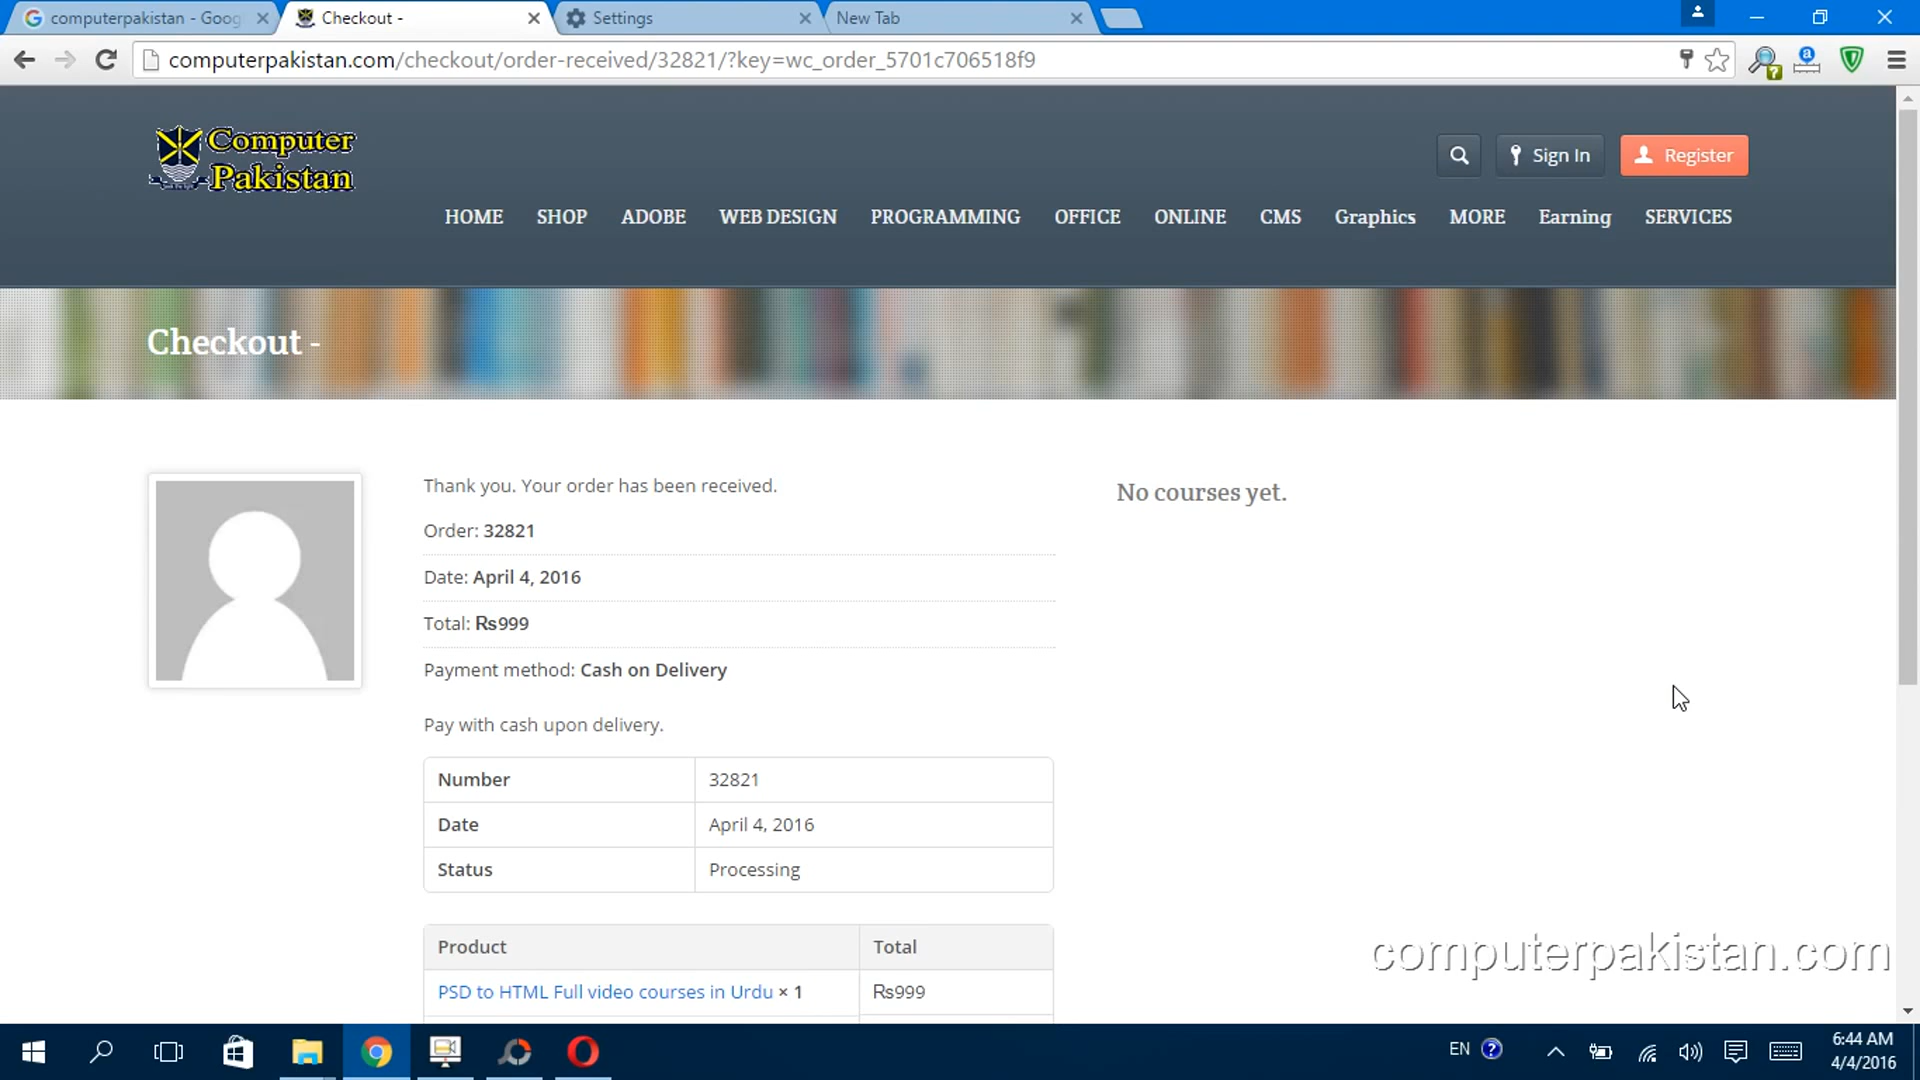 computerpakistan - Goog
Checkout -
Settings
New Tab
computerpakistan.com/checkout/order-received/32821/?key=wc_order_5701c706518f9
Computer
Pakistan
Sign In
Register
HOME SHOP ADOBE WEB DESIGN PROGRAMMING OFFICE ONLINE CMS Graphics MORE Earning SERVICES
Checkout -
Thank you. Your order has been received.
No courses yet.
Order: 32821
Date: April 4, 2016
Total: ₨999
Payment method: Cash on Delivery
Pay with cash upon delivery.
Number 32821
Date April 4, 2016
Status Processing
Product Total
PSD to HTML Full video courses in Urdu × 1 ₨999
computerpakistan.com
EN
6:44 AM
4/4/2016